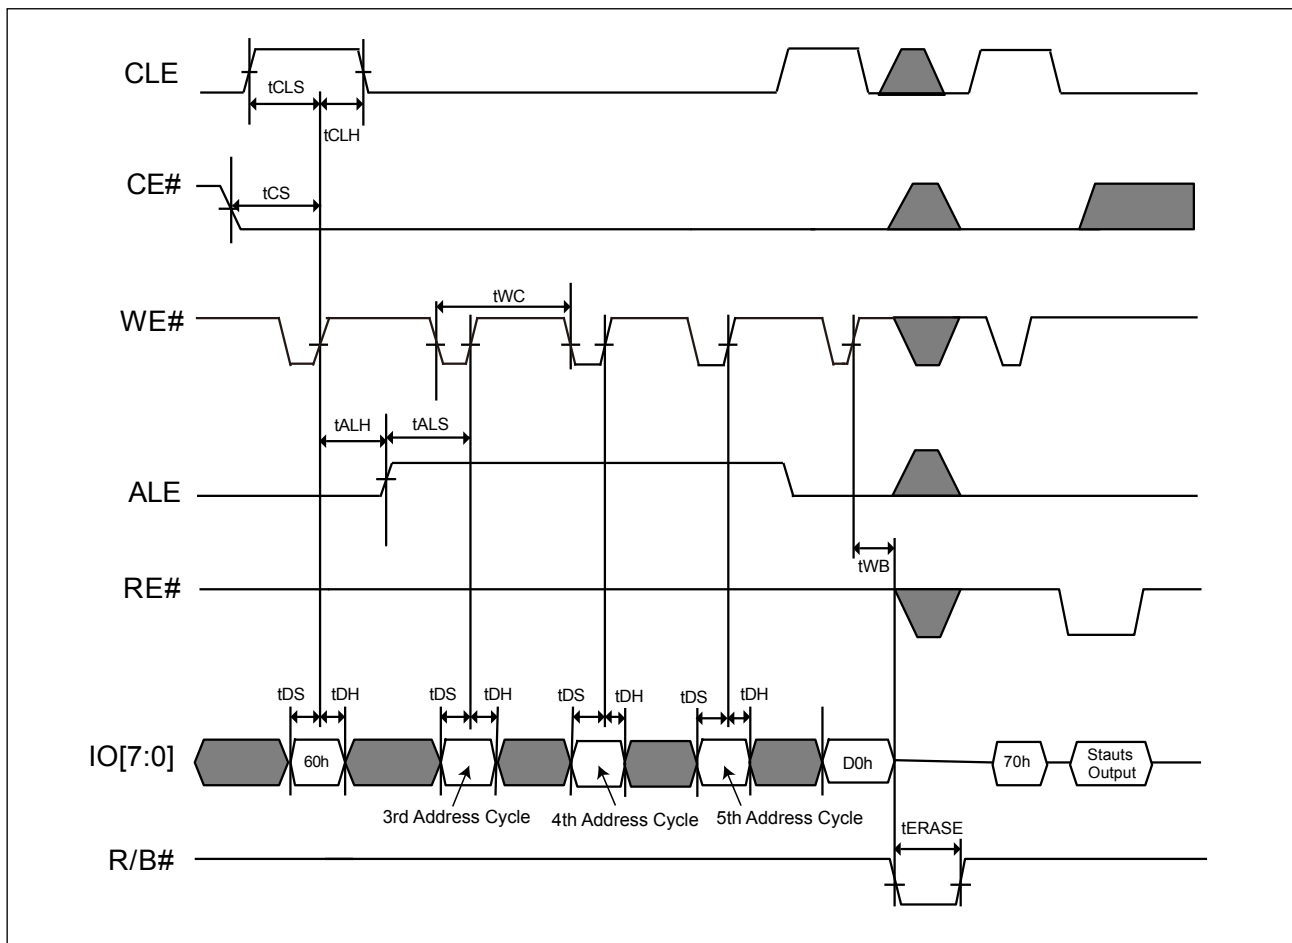 CLE
tCLS
tCLH
CE#
tCS
WE#
tWC
tALH
tALS
ALE
tWB
RE#
tDS
tDH
tDS
tDH
tDS
tDH
tDS
tDH
IO[7:0]
60h
D0h
70h
Stauts
Output
3rd Address Cycle
4th Address Cycle
5th Address Cycle
tERASE
R/B#